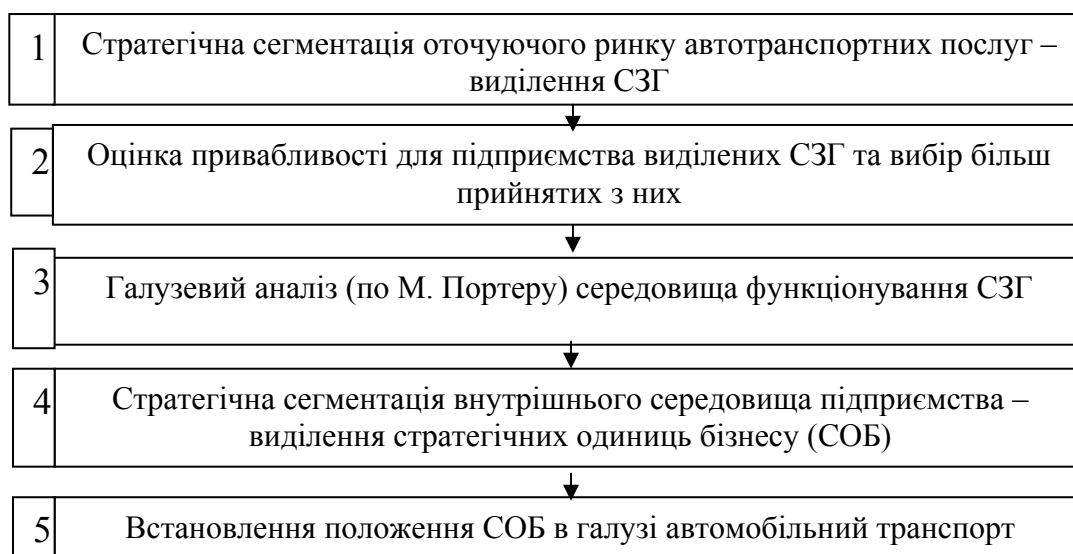 1
Стратегічна сегментація оточуючого ринку автотранспортних послуг –
виділення СЗГ
2
Оцінка привабливості для підприємства виділених СЗГ та вибір більш
прийнятих з них
3
Галузевий аналіз (по М. Портеру) середовища функціонування СЗГ
4
Стратегічна сегментація внутрішнього середовища підприємства –
виділення стратегічних одиниць бізнесу (СОБ)
5
Встановлення положення СОБ в галузі автомобільний транспорт